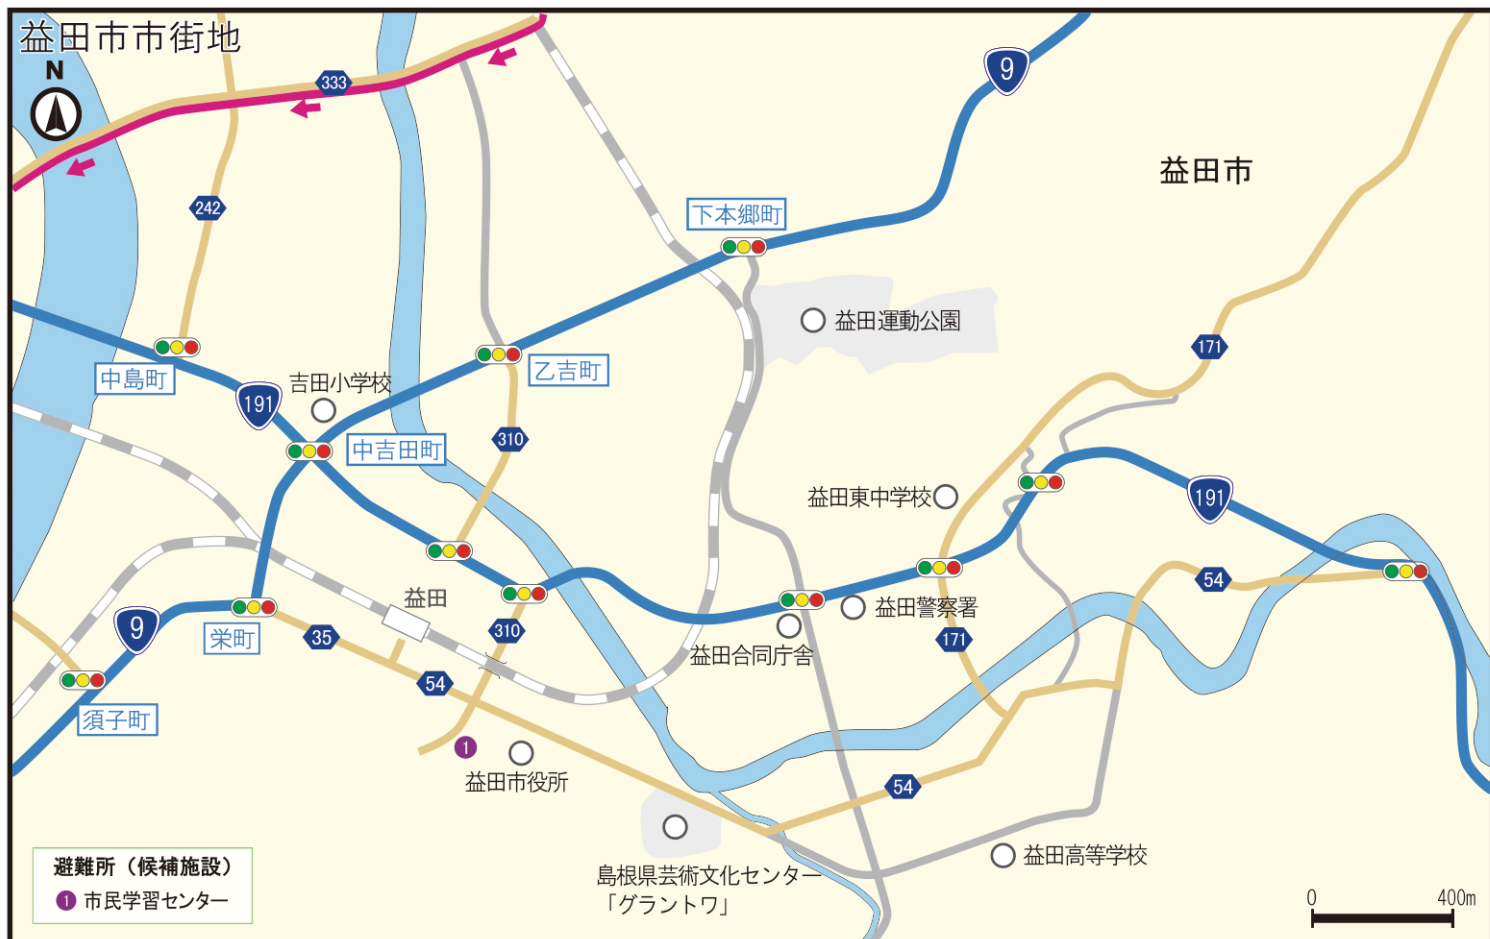 益田市市街地
N
333
9
益田市
242
下本郷町
益田運動公園
171
中島町
191
吉田小学校
乙吉町
中吉田町
310
益田東中学校
191
益田
益田警察署
54
9
栄町
35
310
益田合同庁舎
171
54
須子町
1
益田市役所
54
島根県芸術文化センター
「グラントワ」
益田高等学校
避難所（候補施設）
1 市民学習センター
0 400m